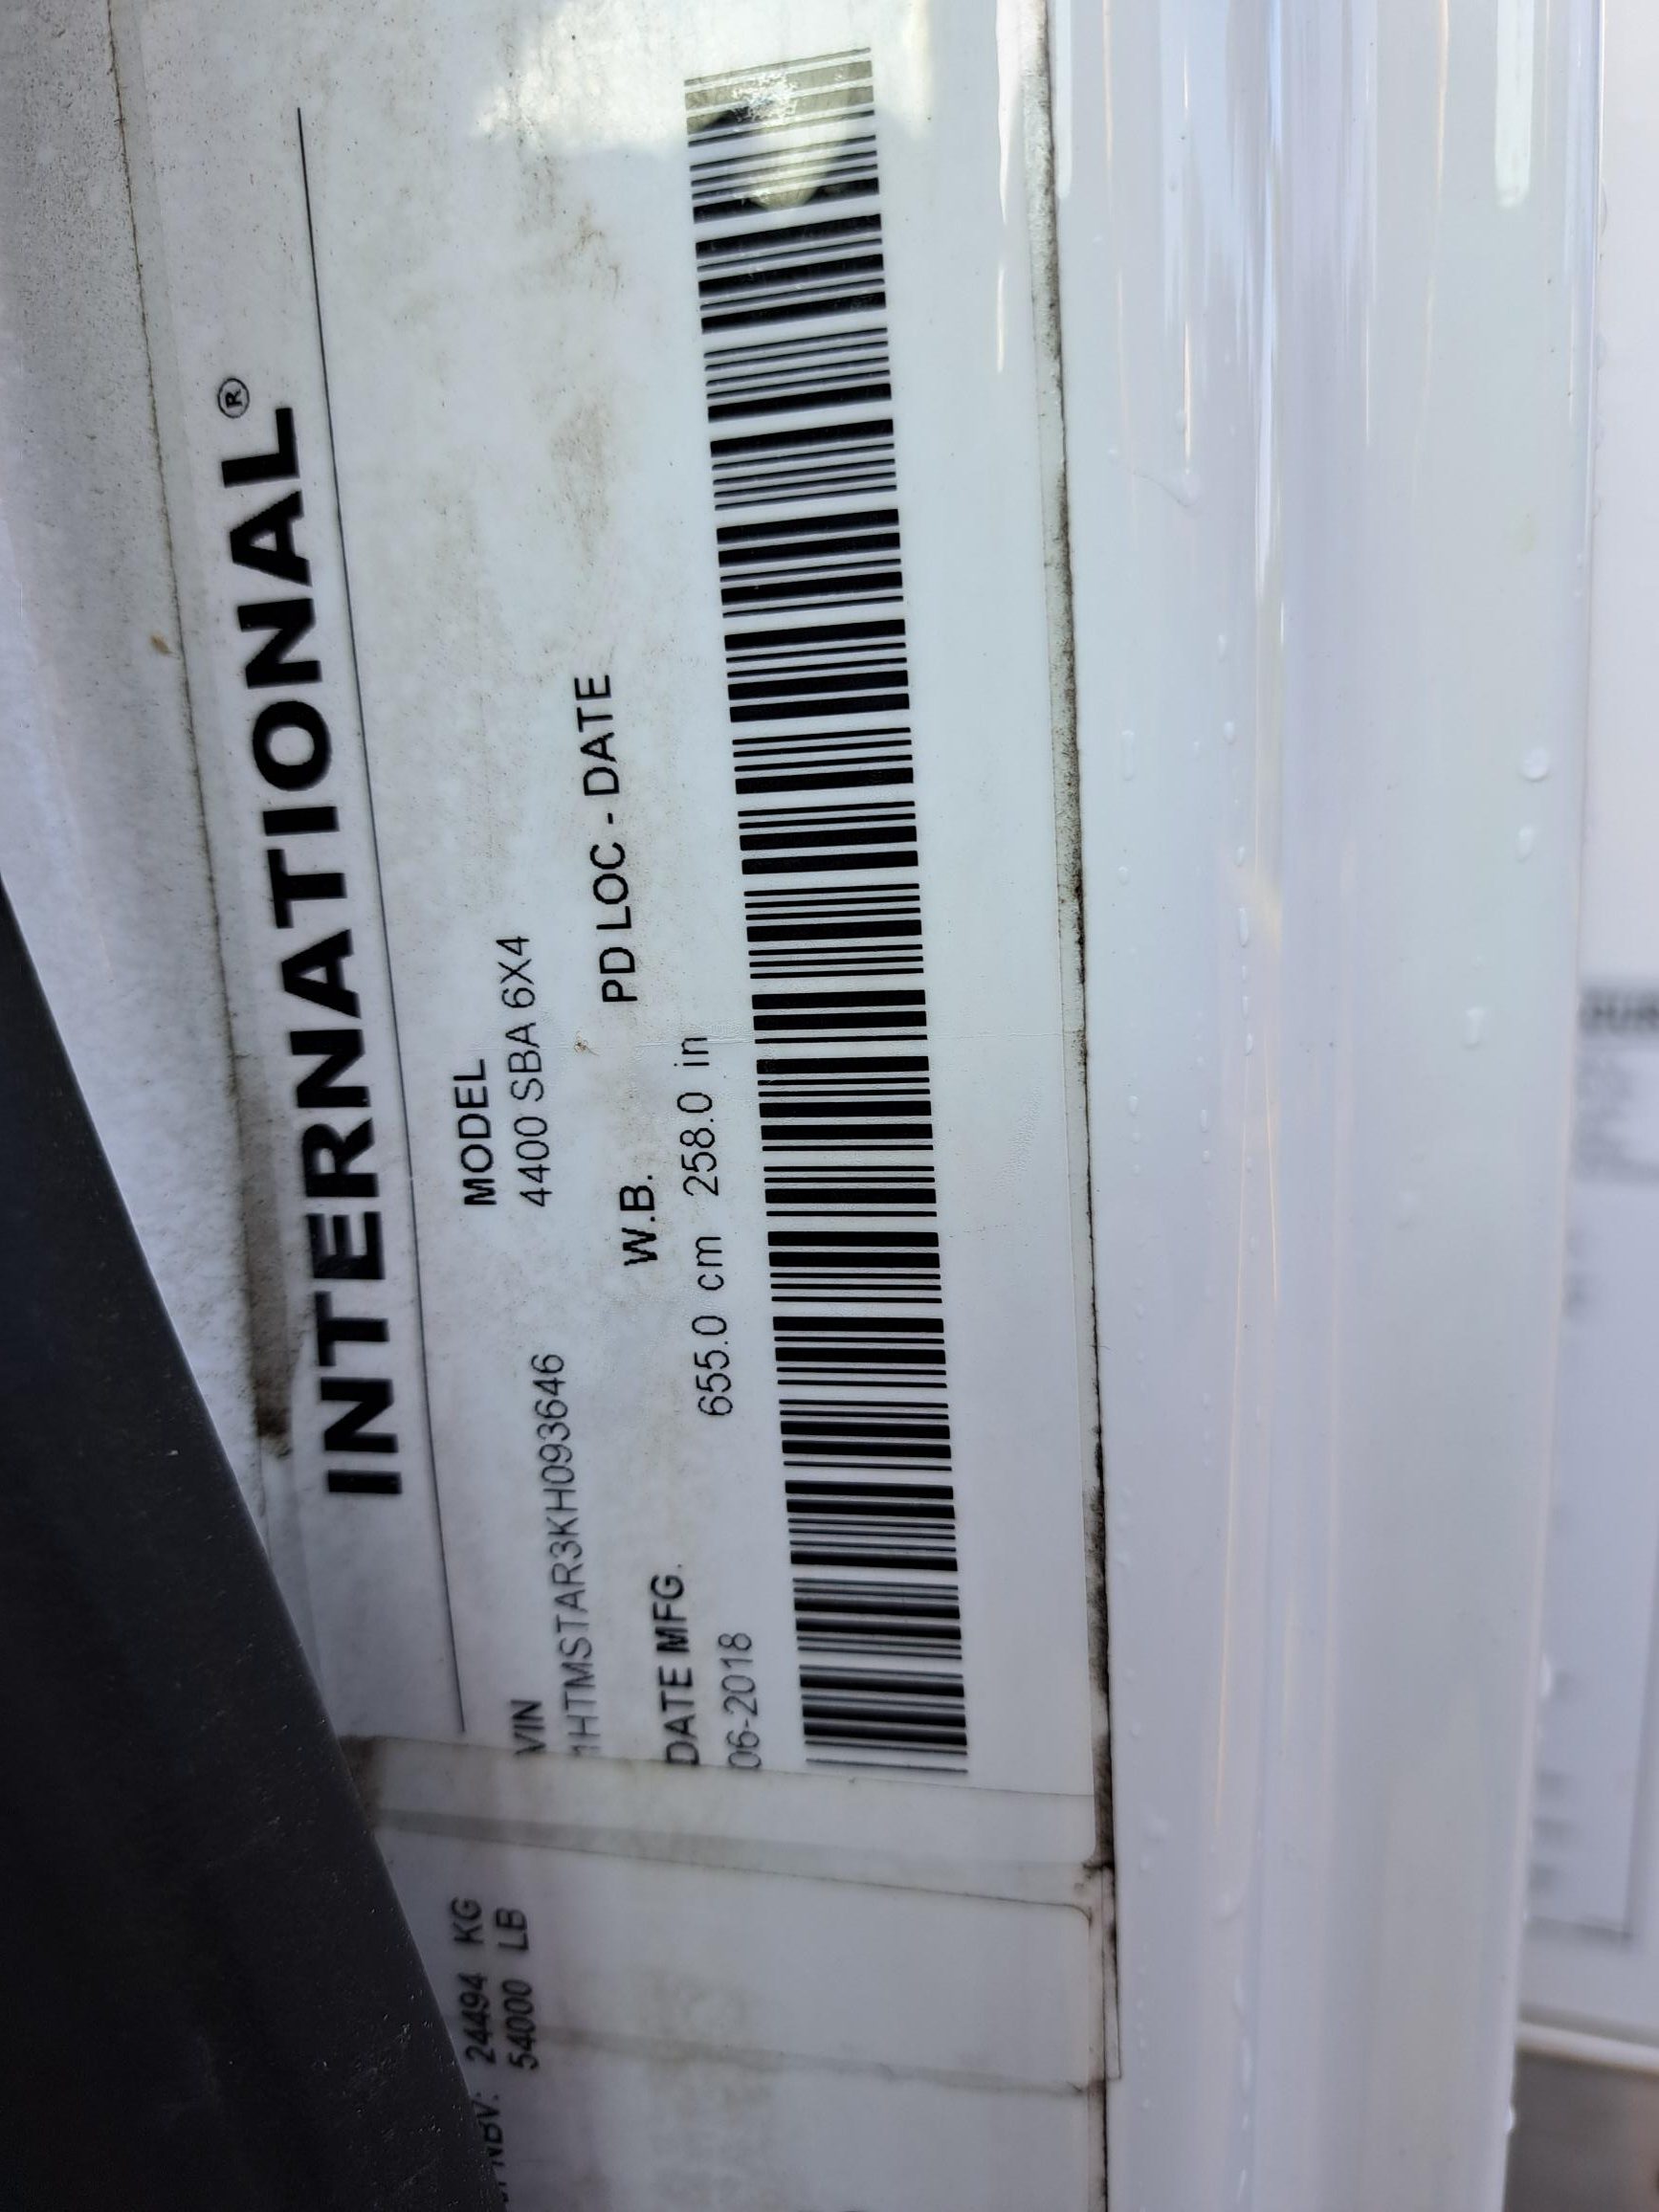 INTERNATIONAL®
VIN MODEL
1HTMSTAR3KH093646 4400 SBA 6X4
DATE MFG. W.B. PD LOC - DATE
06-2018 655.0 cm 258.0 in
24494 KG
54000 LB